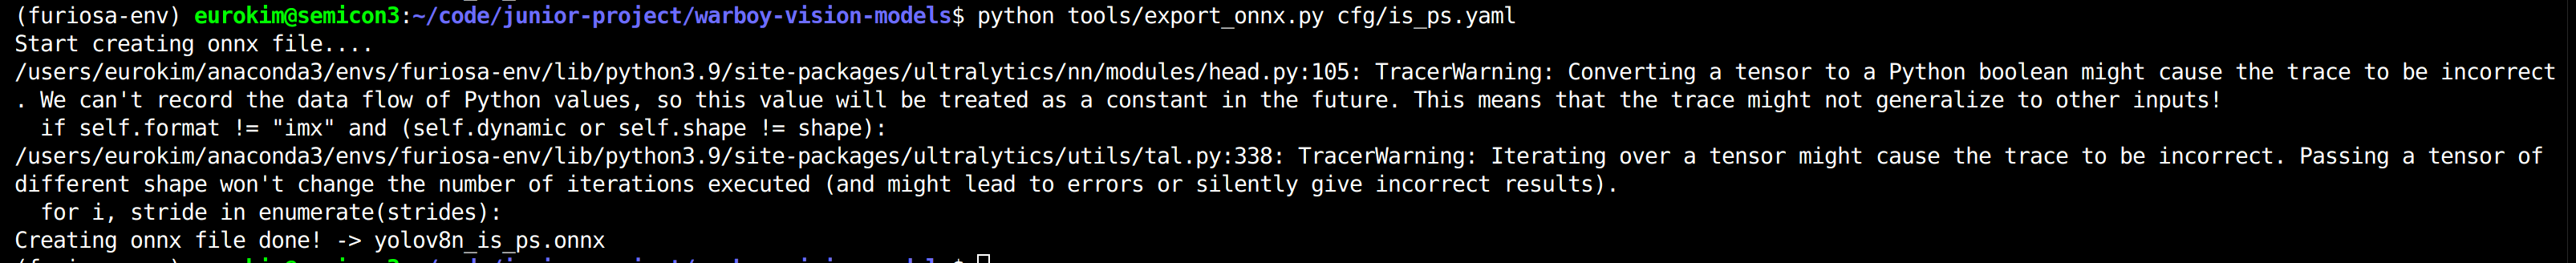 (furiosa-env) eurokim@semicon3:~/code/junior-project/warboy-vision-models$ python tools/export_onnx.py cfg/is_ps.yaml
Start creating onnx file....
/users/eurokim/anaconda3/envs/furiosa-env/lib/python3.9/site-packages/ultralytics/nn/modules/head.py:105: TracerWarning: Converting a tensor to a Python boolean might cause the trace to be incorrect
. We can't record the data flow of Python values, so this value will be treated as a constant in the future. This means that the trace might not generalize to other inputs!
  if self.format != "imx" and (self.dynamic or self.shape != shape):
/users/eurokim/anaconda3/envs/furiosa-env/lib/python3.9/site-packages/ultralytics/utils/tal.py:338: TracerWarning: Iterating over a tensor might cause the trace to be incorrect. Passing a tensor of
different shape won't change the number of iterations executed (and might lead to errors or silently give incorrect results).
  for i, stride in enumerate(strides):
Creating onnx file done! -> yolov8n_is_ps.onnx